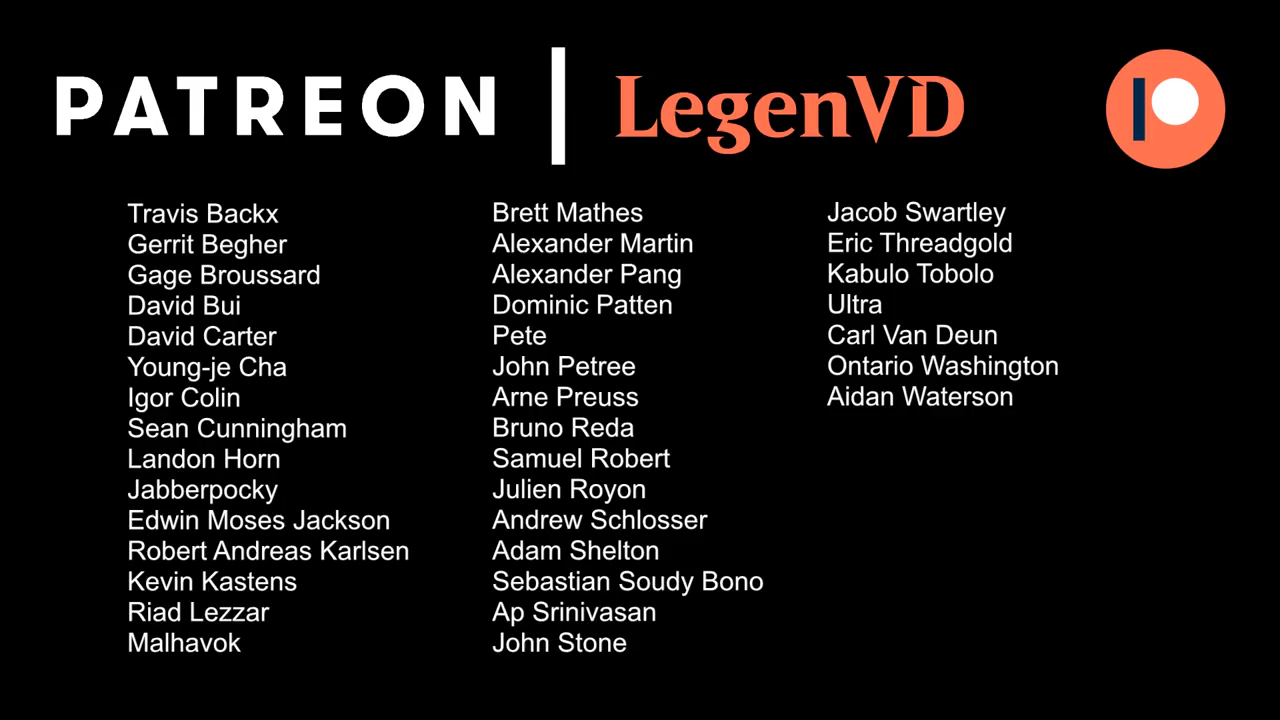 PATREON | LegenVD
Travis Backx
Gerrit Begher
Gage Broussard
David Bui
David Carter
Young-je Cha
Igor Colin
Sean Cunningham
Landon Horn
Jabberpocky
Edwin Moses Jackson
Robert Andreas Karlsen
Kevin Kastens
Riad Lezzar
Malhavok
Brett Mathes
Alexander Martin
Alexander Pang
Dominic Patten
Pete
John Petree
Arne Preuss
Bruno Reda
Samuel Robert
Julien Royon
Andrew Schlosser
Adam Shelton
Sebastian Soudy Bono
Ap Srinivasan
John Stone
Jacob Swartley
Eric Threadgold
Kabulo Tobolo
Ultra
Carl Van Deun
Ontario Washington
Aidan Waterson